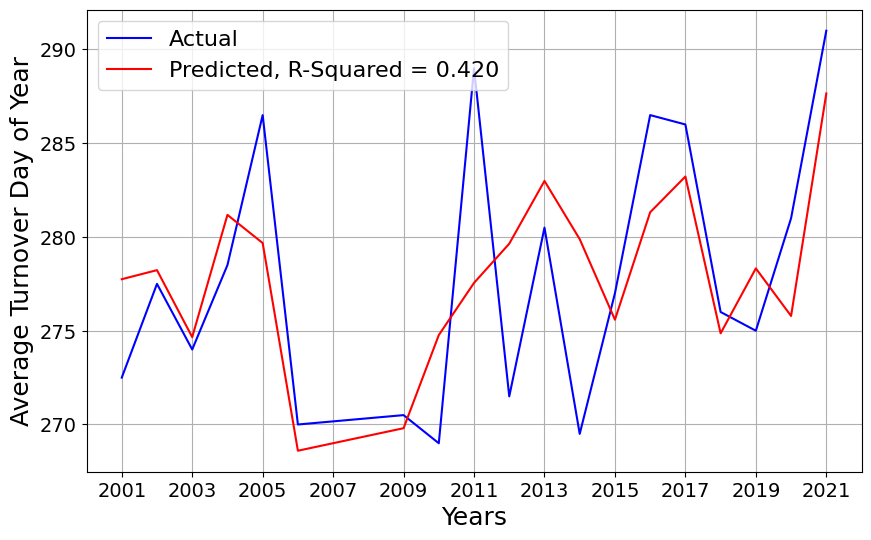 Actual
Predicted, R-Squared = 0.420
Average Turnover Day of Year
290
285
280
275
270
2001 2003 2005 2007 2009 2011 2013 2015 2017 2019 2021
Years